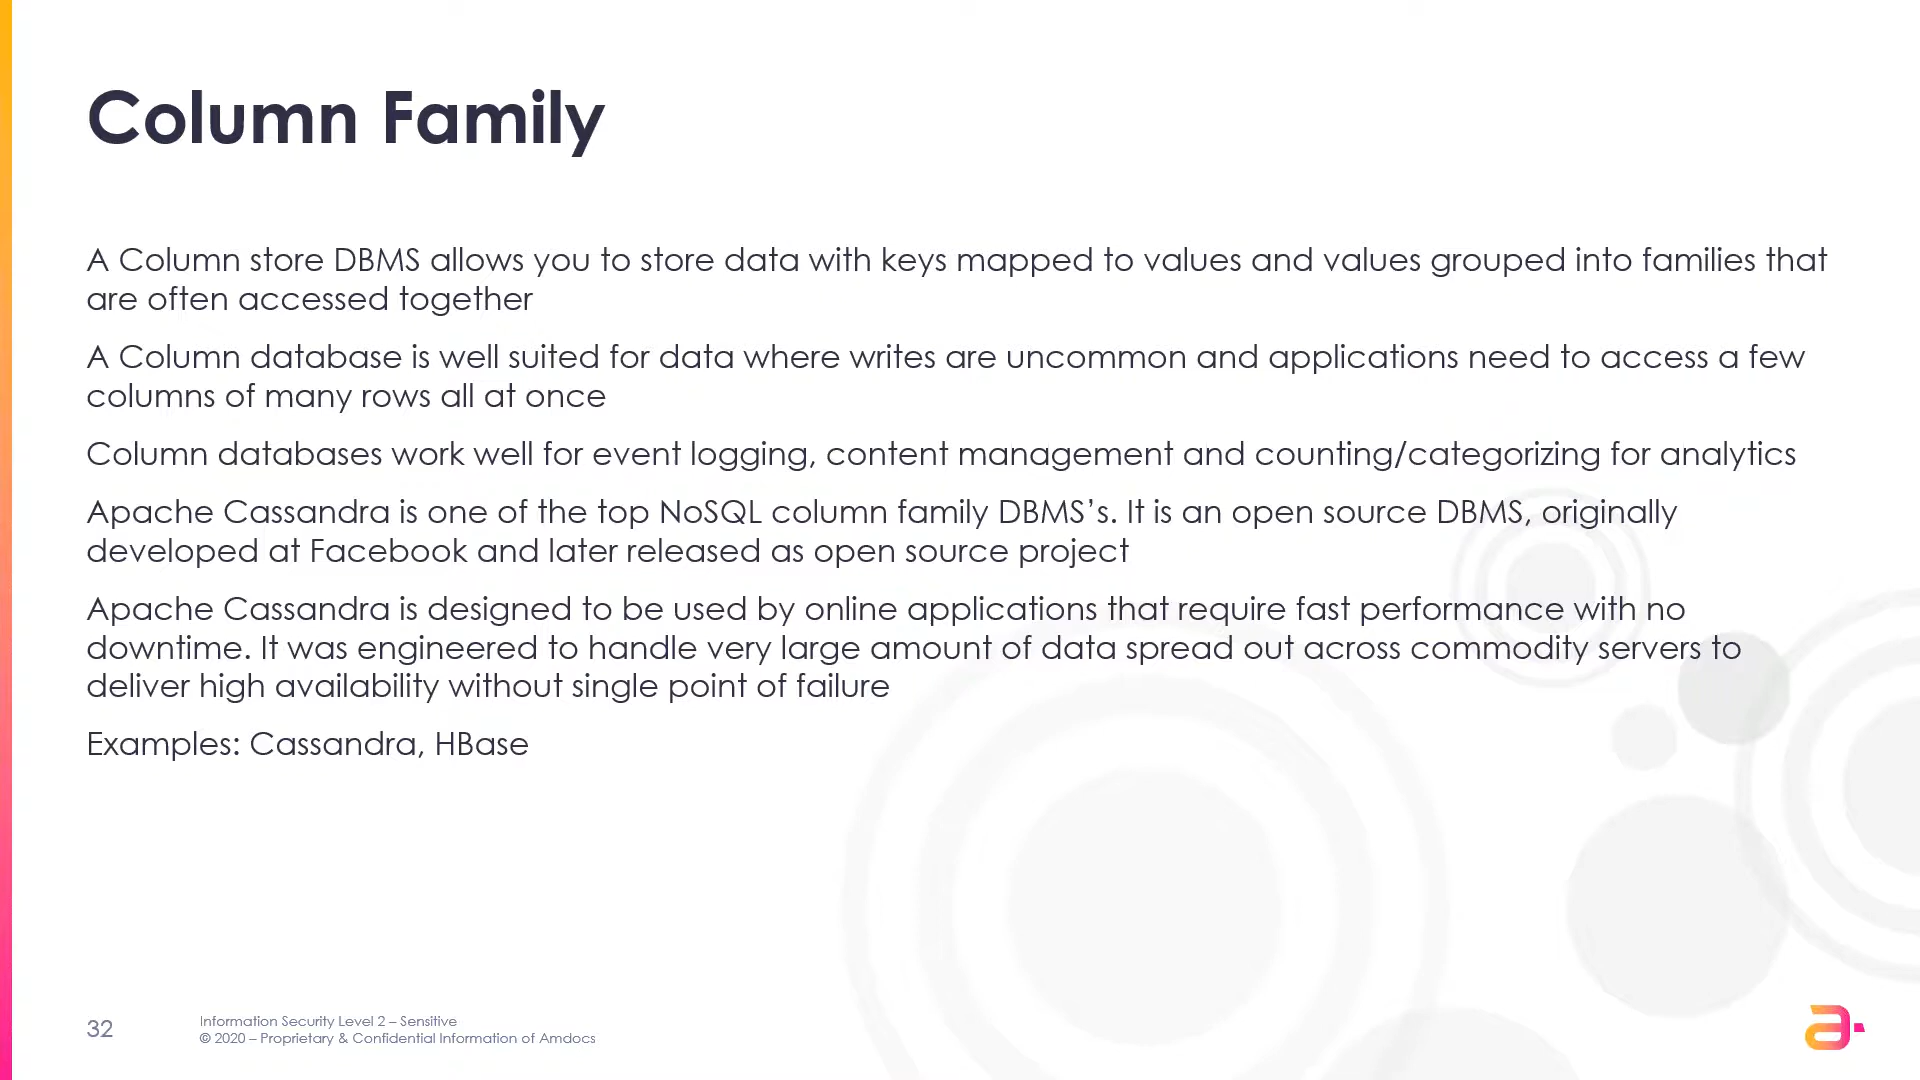 Column Family
A Column store DBMS allows you to store data with keys mapped to values and values grouped into families that
are often accessed together
A Column database is well suited for data where writes are uncommon and applications need to access a few
columns of many rows all at once
Column databases work well for event logging, content management and counting/categorizing for analytics
Apache Cassandra is one of the top NoSQL column family DBMS’s. It is an open source DBMS, originally
developed at Facebook and later released as open source project
Apache Cassandra is designed to be used by online applications that require fast performance with no
downtime. It was engineered to handle very large amount of data spread out across commodity servers to
deliver high availability without single point of failure
Examples: Cassandra, HBase
32
Information Security Level 2 – Sensitive
© 2020 – Proprietary & Confidential Information of Amdocs